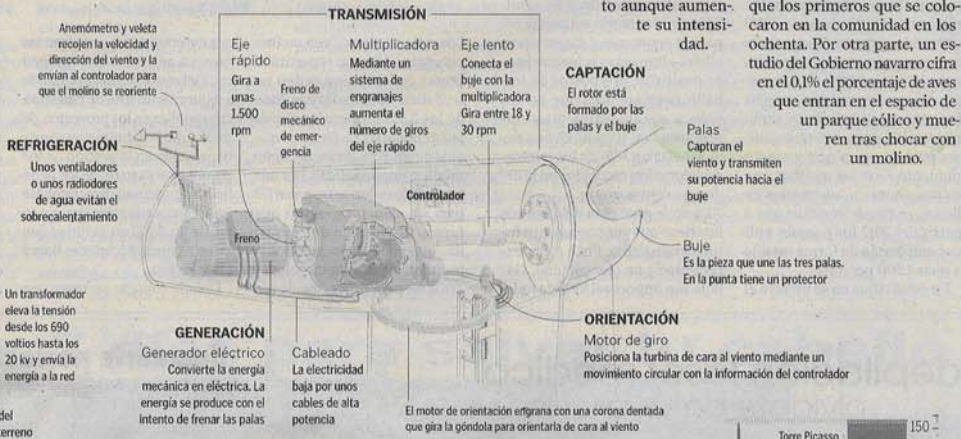 to aunque aumen-
te su intensi-
dad.
que los primeros que se colo-
caron en la comunidad en los
ochenta. Por otra parte, un es-
tudio del Gobierno navarro cifra
en el 0,1% el porcentaje de aves
que entran en el espacio de
un parque eólico y mue-
ren tras chocar con
un molino.
TRANSMISIÓN
Anemómetro y veleta
recojen la velocidad y
dirección del viento y la
envían al controlador para
que el molino se reoriente
Eje
rápido
Gira a
unas
1.500
rpm
Freno de
disco
mecánico
de emer-
gencia
Multiplicadora
Mediante un
sistema de
engranajes
aumenta el
número de giros
del eje rápido
Eje lento
Conecta el
buje con la
multiplicadora
Gira entre 18 y
30 rpm
CAPTACIÓN
El rotor está
formado por las
palas y el buje
Palas
Capturan el
viento y transmiten
su potencia hacia el
buje
REFRIGERACIÓN
Unos ventiladores
o unos radiodores
de agua evitan el
sobrecalentamiento
Controlador
Freno
Buje
Es la pieza que une las tres palas.
En la punta tiene un protector
Un transformador
eleva la tensión
desde los 690
voltios hasta los
20 kv y envía la
energía a la red
GENERACIÓN
Generador eléctrico
Convierte la energía
mecánica en eléctrica. La
energía se produce con el
intento de frenar las palas
Cableado
La electricidad
baja por unos
cables de alta
potencia
ORIENTACIÓN
Motor de giro
Posiciona la turbina de cara al viento mediante un
movimiento circular con la información del controlador
El motor de orientación engrana con una corona dentada
que gira la góndola para orientarla de cara al viento
del
terreno
Torre Picasso
150